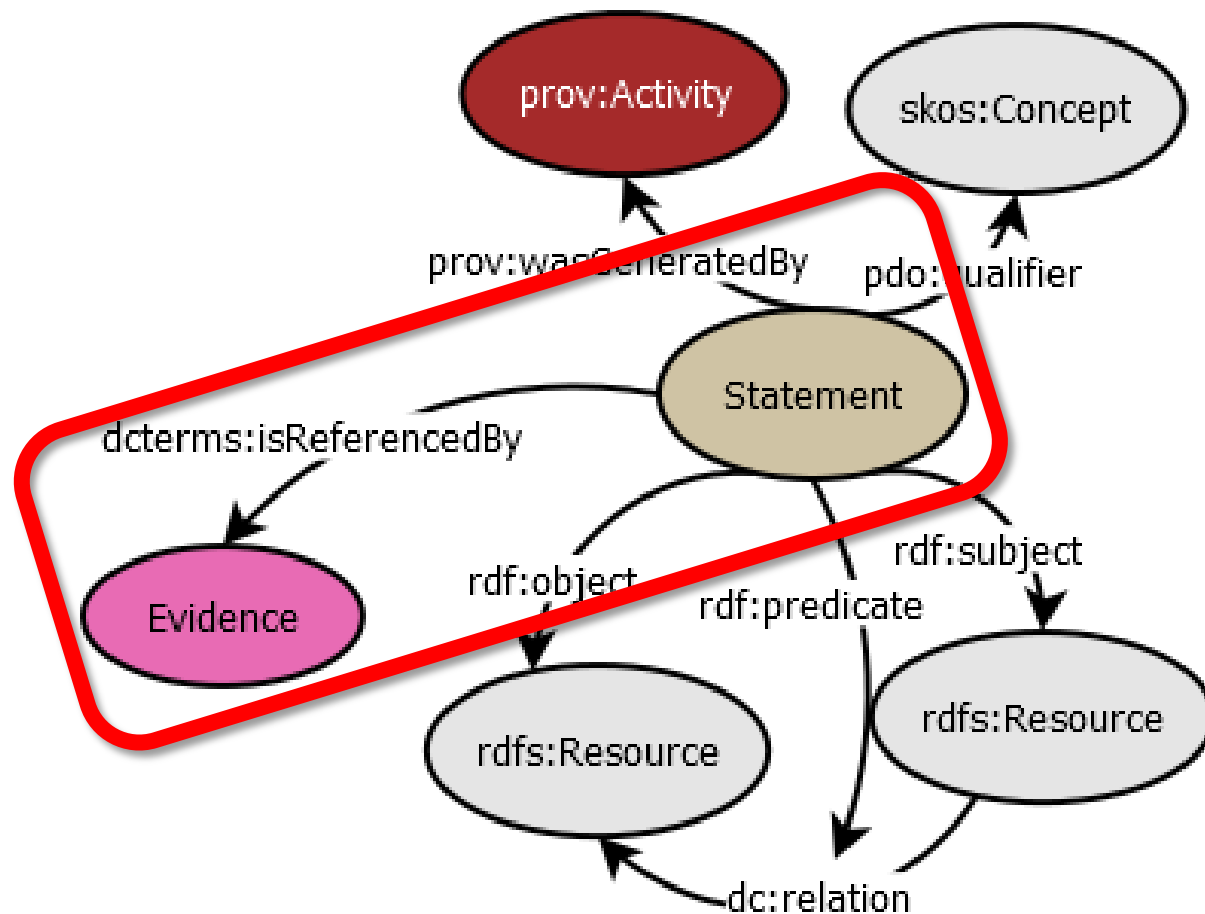 prov:Activity
skos:Concept
prov:wasGeneratedBy
pdo:qualifier
Statement
dcterms:isReferencedBy
rdf:subject
rdf:object
rdf:predicate
Evidence
rdfs:Resource
rdfs:Resource
dc:relation